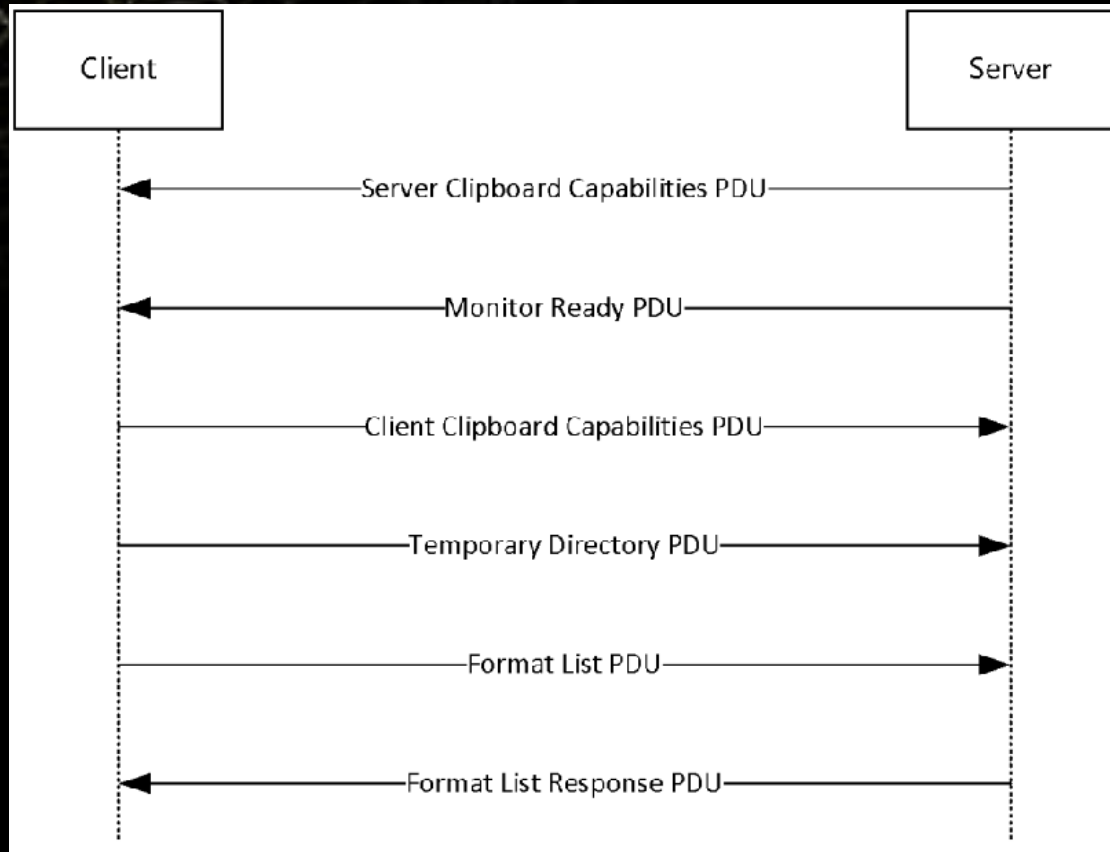 Client
Server
Server Clipboard Capabilities PDU
Monitor Ready PDU
Client Clipboard Capabilities PDU
Temporary Directory PDU
Format List PDU
Format List Response PDU